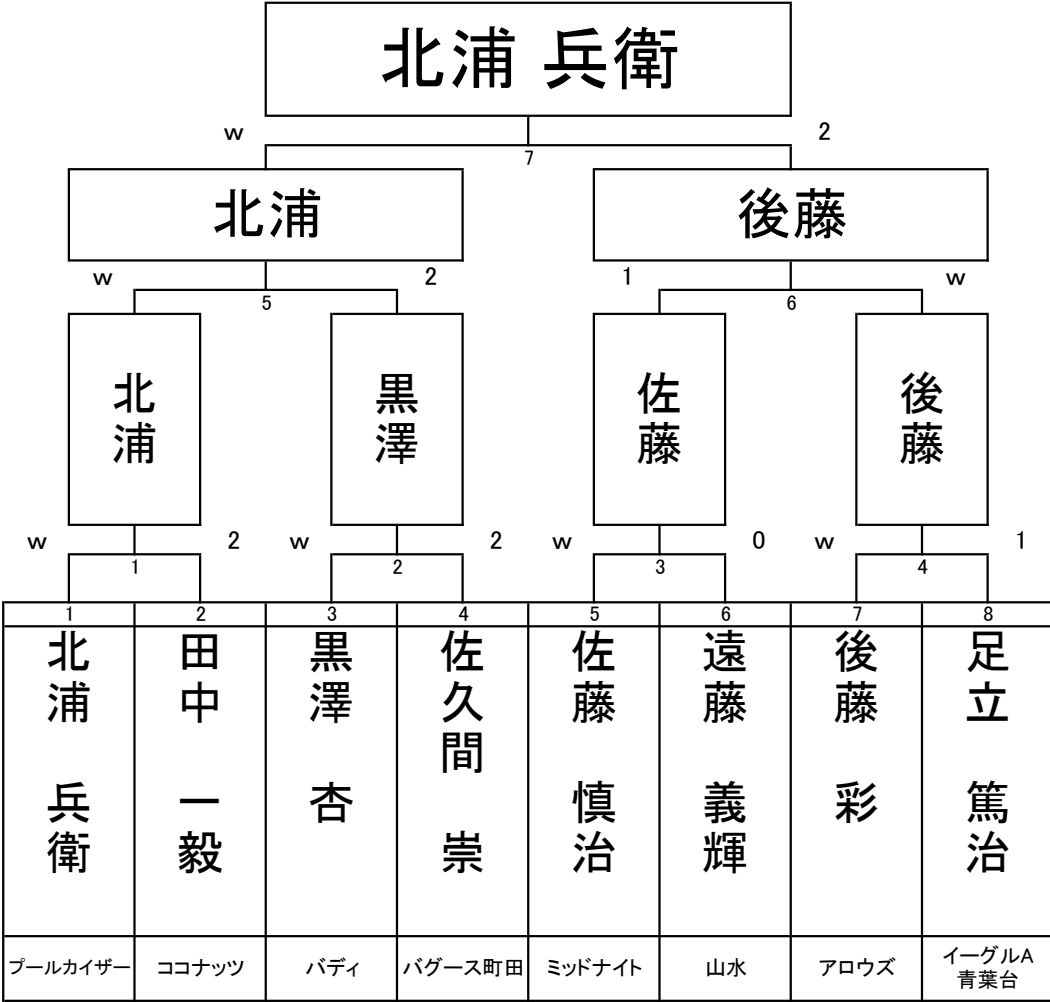 北浦 兵衛
w 2
7
北浦 後藤
w 2 1 w
5 6
北浦 黒澤 佐藤 後藤
w 2 w 2 w 0 w 1
1 2 3 4
1 2 3 4 5 6 7 8
北浦 兵衛
田中 一毅
黒澤 杏
佐久間 崇
佐藤 慎治
遠藤 義輝
後藤 彩
足立 篤治
プールカイザー
ココナッツ
バディ
バグース町田
ミッドナイト
山水
アロウズ
イーグルA
青葉台